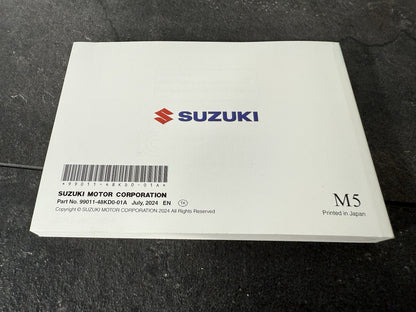 SUZUKI
*99011-48KD0-01A*
SUZUKI MOTOR CORPORATION
Part No. 99011-48KD0-01A July, 2024 EN TK
Copyright © SUZUKI MOTOR CORPORATION 2024 All Rights Reserved
M5
Printed in Japan